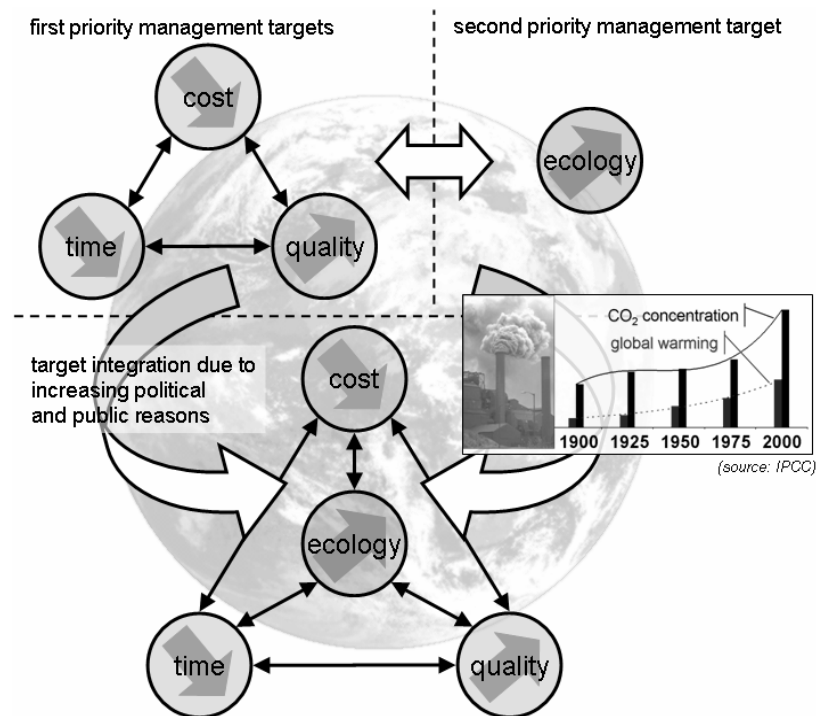 first priority management targets
second priority management target
cost
ecology
time
quality
CO₂ concentration
global warming
1900 1925 1950 1975 2000
(source: IPCC)
target integration due to
increasing political
and public reasons
cost
ecology
time
quality